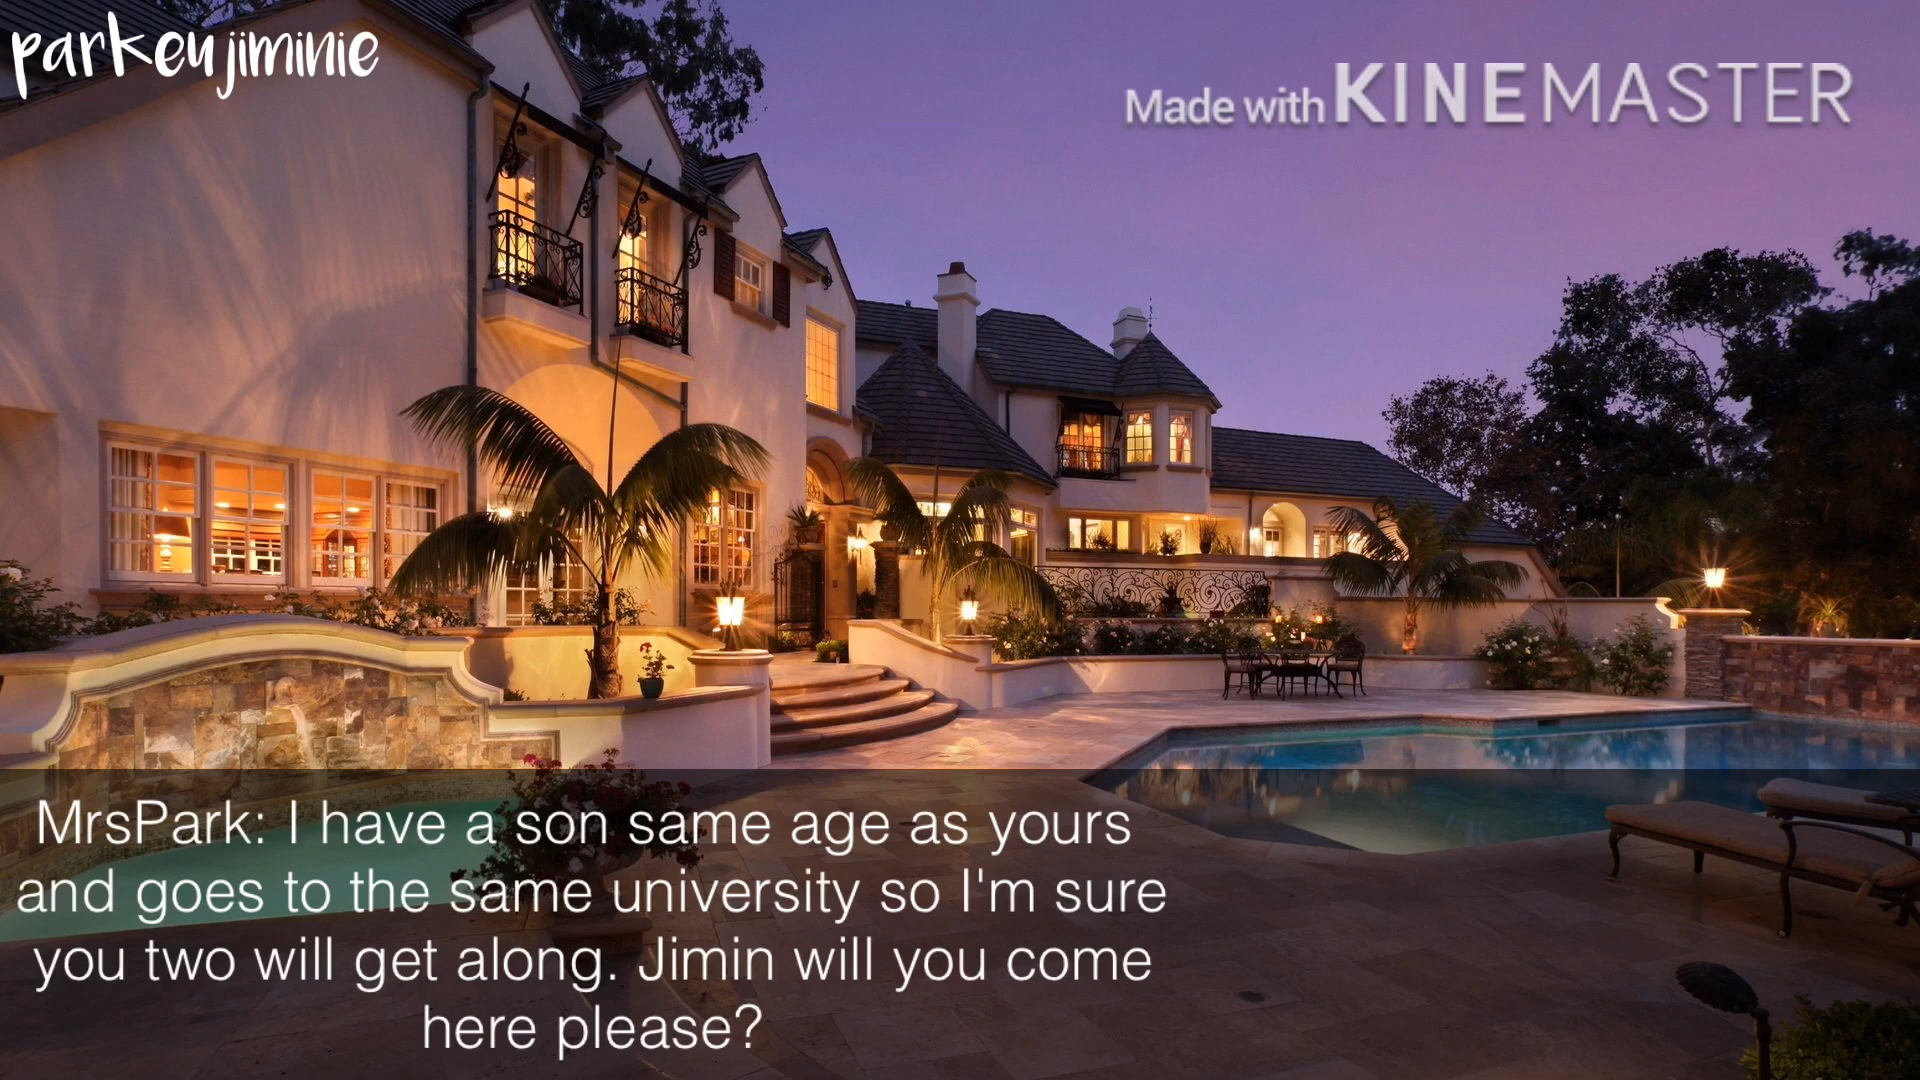 parkeujiminie
Made with KINEMASTER
MrsPark: I have a son same age as yours
and goes to the same university so I'm sure
you two will get along. Jimin will you come
here please?